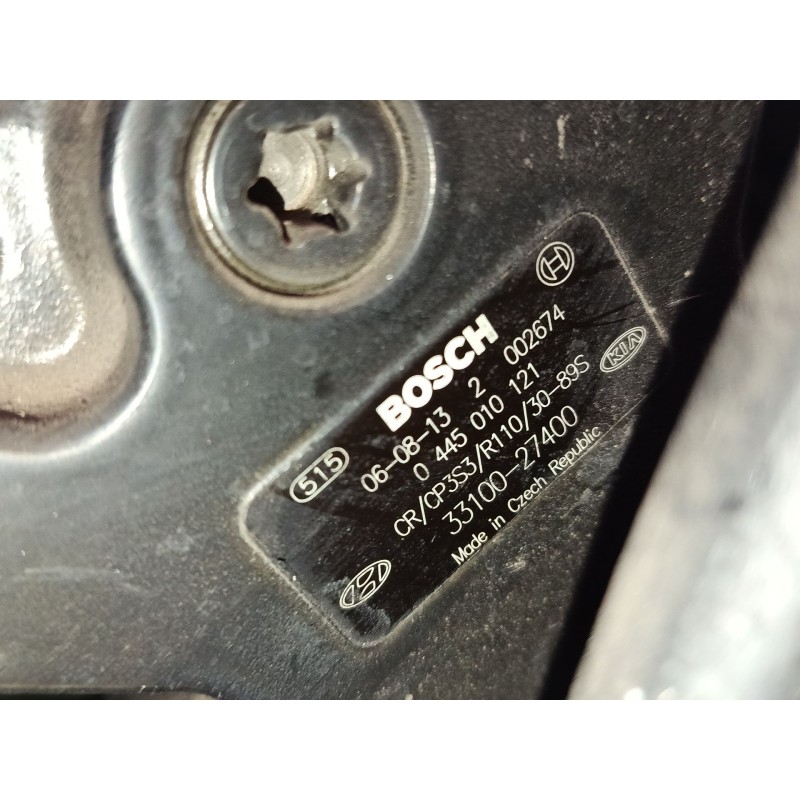 BOSCH
515
06-08-13 2 002674
0 445 010 121
CR/CP3S3/R110/30-89S
KIA
33100-27400
Made in Czech Republic